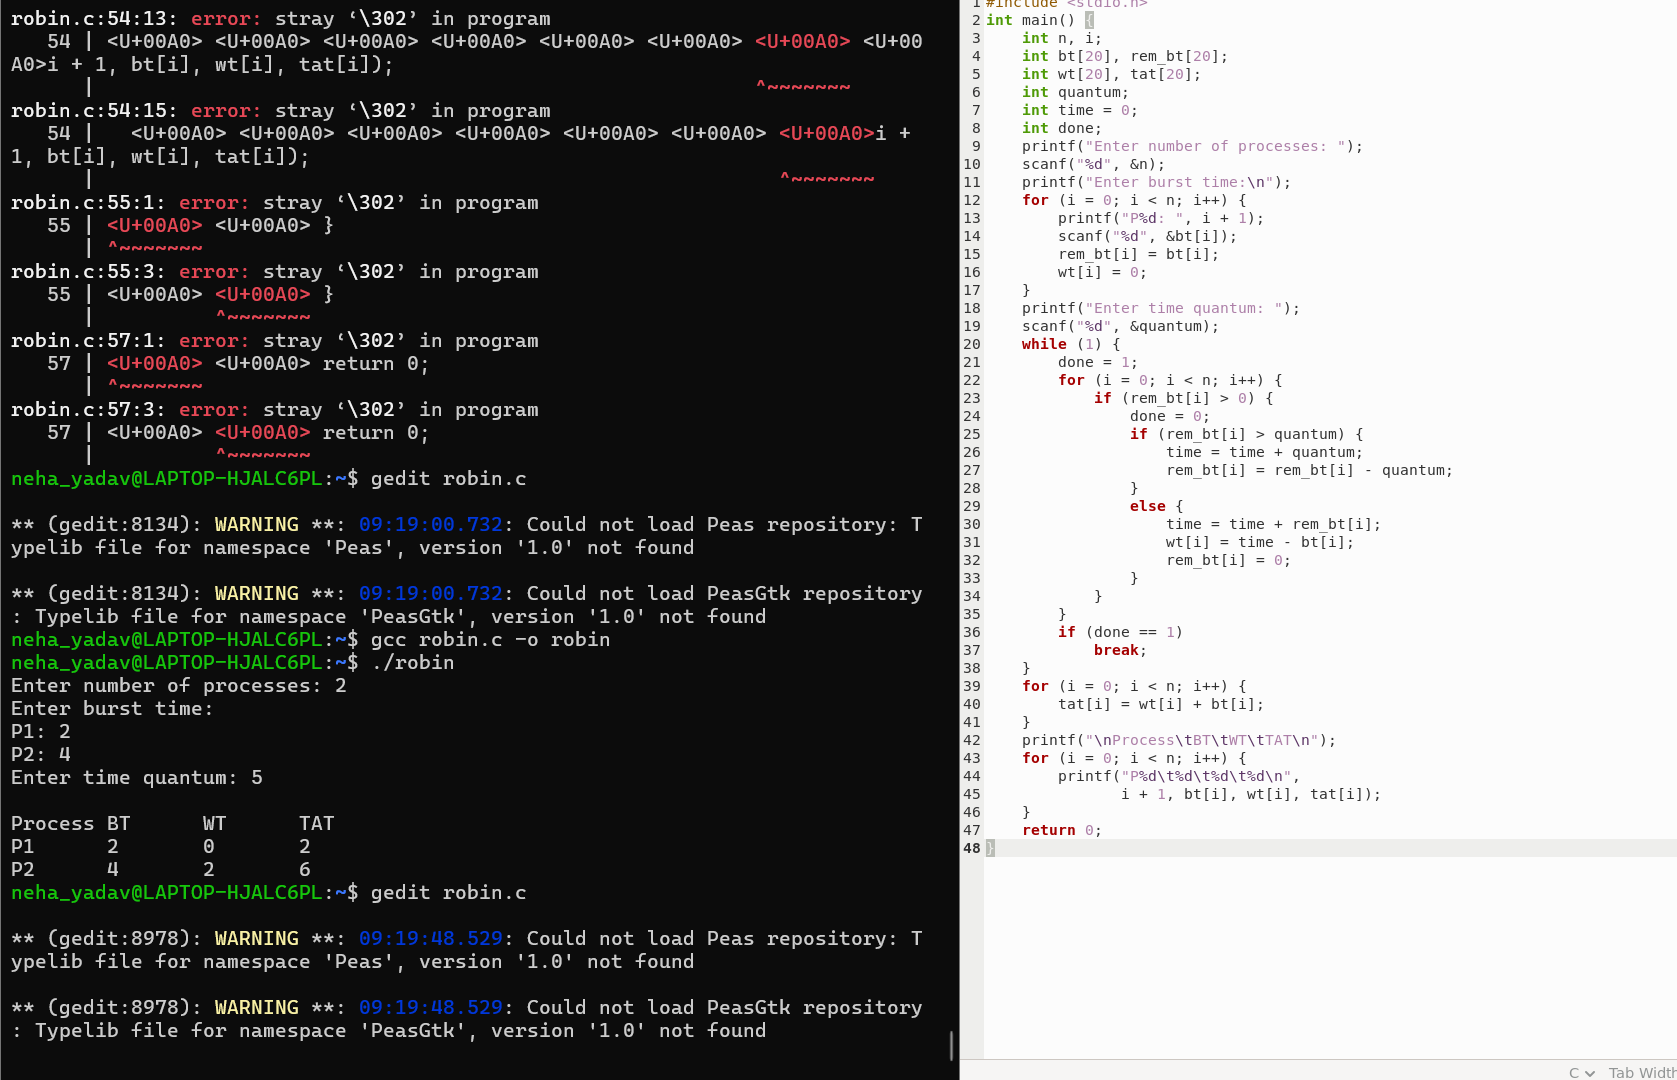 robin.c:54:13: error: stray ‘\302’ in program
   54 | <U+00A0> <U+00A0> <U+00A0> <U+00A0> <U+00A0> <U+00A0> <U+00A0> <U+00
A0>i + 1, bt[i], wt[i], tat[i]);
      |                                                       ^~~~~~~~
robin.c:54:15: error: stray ‘\302’ in program
   54 |   <U+00A0> <U+00A0> <U+00A0> <U+00A0> <U+00A0> <U+00A0> <U+00A0>i +
1, bt[i], wt[i], tat[i]);
      |                                                         ^~~~~~~~
robin.c:55:1: error: stray ‘\302’ in program
   55 | <U+00A0> <U+00A0> }
      | ^~~~~~~~
robin.c:55:3: error: stray ‘\302’ in program
   55 | <U+00A0> <U+00A0> }
      |          ^~~~~~~~
robin.c:57:1: error: stray ‘\302’ in program
   57 | <U+00A0> <U+00A0> return 0;
      | ^~~~~~~~
robin.c:57:3: error: stray ‘\302’ in program
   57 | <U+00A0> <U+00A0> return 0;
      |          ^~~~~~~~
neha_yadav@LAPTOP-HJALC6PL:~$ gedit robin.c
** (gedit:8134): WARNING **: 09:19:00.732: Could not load Peas repository: T
ypelib file for namespace 'Peas', version '1.0' not found
** (gedit:8134): WARNING **: 09:19:00.732: Could not load PeasGtk repository
: Typelib file for namespace 'PeasGtk', version '1.0' not found
neha_yadav@LAPTOP-HJALC6PL:~$ gcc robin.c -o robin
neha_yadav@LAPTOP-HJALC6PL:~$ ./robin
Enter number of processes: 2
Enter burst time:
P1: 2
P2: 4
Enter time quantum: 5
Process BT      WT      TAT
P1      2       0       2
P2      4       2       6
neha_yadav@LAPTOP-HJALC6PL:~$ gedit robin.c
** (gedit:8978): WARNING **: 09:19:48.529: Could not load Peas repository: T
ypelib file for namespace 'Peas', version '1.0' not found
** (gedit:8978): WARNING **: 09:19:48.529: Could not load PeasGtk repository
: Typelib file for namespace 'PeasGtk', version '1.0' not found
1 #include <stdio.h>
2 int main() {
3     int n, i;
4     int bt[20], rem_bt[20];
5     int wt[20], tat[20];
6     int quantum;
7     int time = 0;
8     int done;
9     printf("Enter number of processes: ");
10     scanf("%d", &n);
11     printf("Enter burst time:\n");
12     for (i = 0; i < n; i++) {
13         printf("P%d: ", i + 1);
14         scanf("%d", &bt[i]);
15         rem_bt[i] = bt[i];
16         wt[i] = 0;
17     }
18     printf("Enter time quantum: ");
19     scanf("%d", &quantum);
20     while (1) {
21         done = 1;
22         for (i = 0; i < n; i++) {
23             if (rem_bt[i] > 0) {
24                 done = 0;
25                 if (rem_bt[i] > quantum) {
26                     time = time + quantum;
27                     rem_bt[i] = rem_bt[i] - quantum;
28                 }
29                 else {
30                     time = time + rem_bt[i];
31                     wt[i] = time - bt[i];
32                     rem_bt[i] = 0;
33                 }
34             }
35         }
36         if (done == 1)
37             break;
38     }
39     for (i = 0; i < n; i++) {
40         tat[i] = wt[i] + bt[i];
41     }
42     printf("\nProcess\tBT\tWT\tTAT\n");
43     for (i = 0; i < n; i++) {
44         printf("P%d\t%d\t%d\t%d\n",
45                i + 1, bt[i], wt[i], tat[i]);
46     }
47     return 0;
48 }
C Tab Width